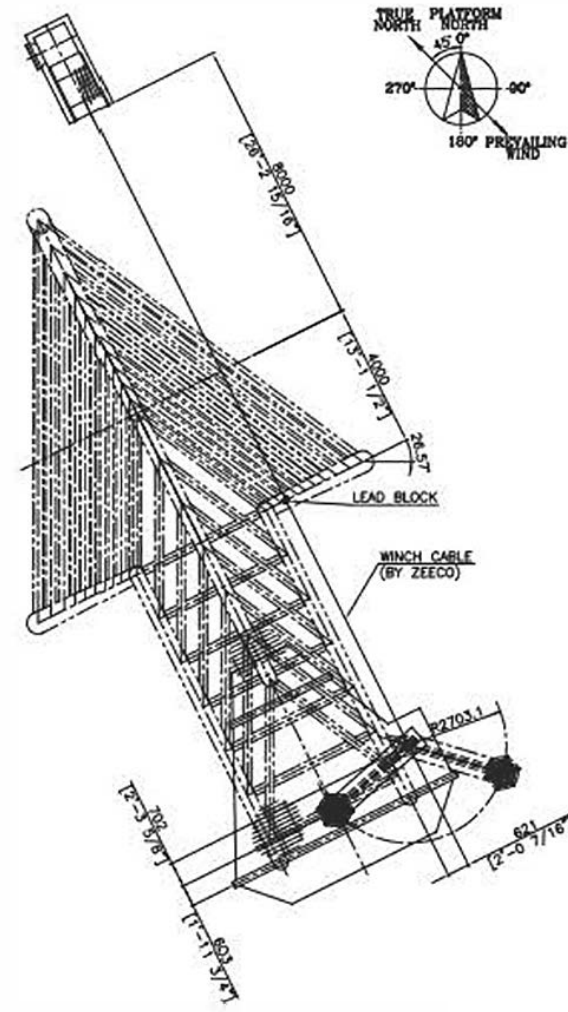 TRUE PLATFORM
NORTH NORTH
45°
0°
270°
90°
180° PREVAILING
WIND
8000
[26'-2 15/16"]
4000
[13'-1 1/2"]
26.57°
LEAD BLOCK
WINCH CABLE
(BY ZEECO)
R2703.1
702
[2'-3 5/8"]
621
[2'-0 7/16"]
603
[1'-11 3/4"]